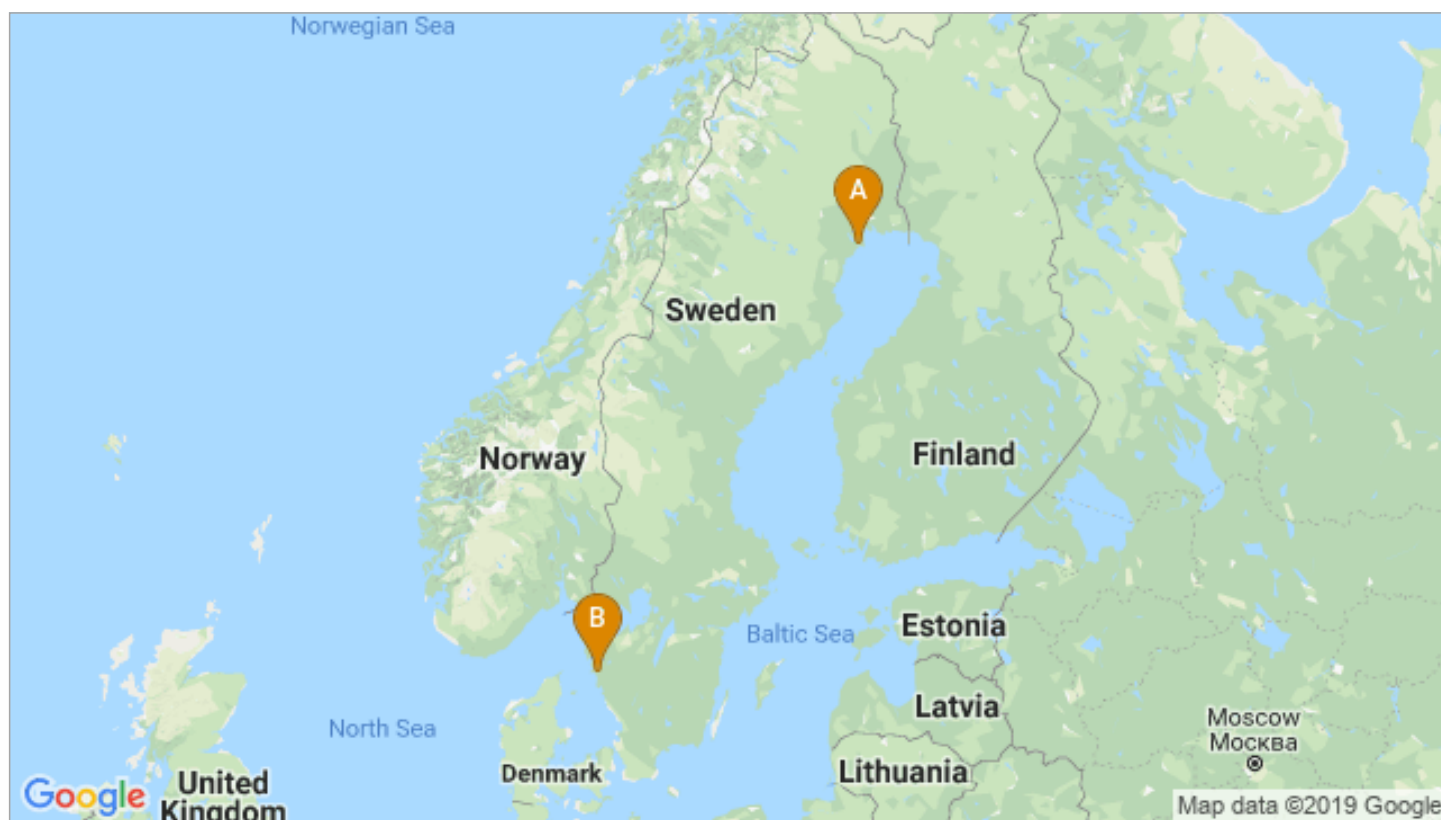 Norwegian Sea
A
Sweden
Norway
Finland
B
Baltic Sea
Estonia
Latvia
North Sea
Moscow
Москва
Denmark
Lithuania
United
Kingdom
Google
Map data ©2019 Google